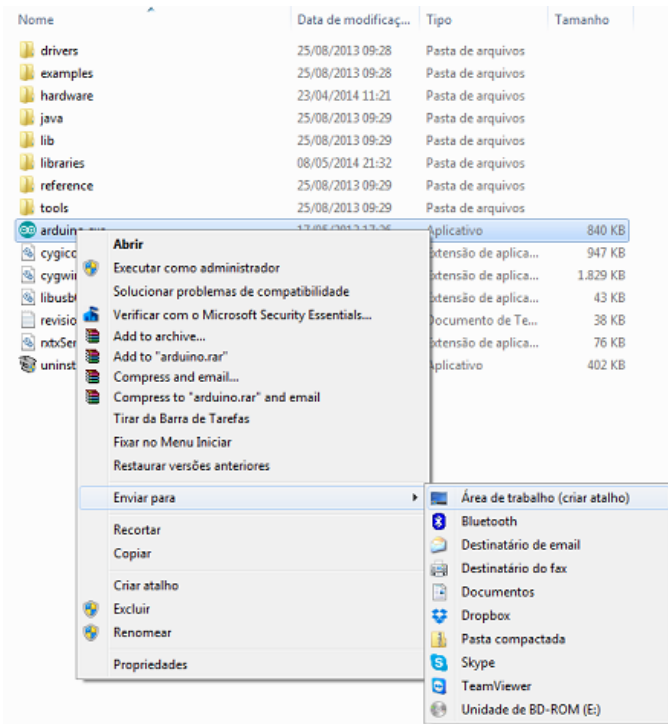 Nome Data de modificaç... Tipo Tamanho
drivers 25/08/2013 09:28 Pasta de arquivos
examples 25/08/2013 09:28 Pasta de arquivos
hardware 23/04/2014 11:21 Pasta de arquivos
java 25/08/2013 09:29 Pasta de arquivos
lib 25/08/2013 09:29 Pasta de arquivos
libraries 08/05/2014 21:32 Pasta de arquivos
reference 25/08/2013 09:29 Pasta de arquivos
tools 25/08/2013 09:29 Pasta de arquivos
Aplicativo 840 KB
Extensão de aplica... 947 KB
Extensão de aplica... 1.829 KB
Extensão de aplica... 43 KB
Documento de Te... 38 KB
Extensão de aplica... 76 KB
Aplicativo 402 KB
Abrir
Executar como administrador
Solucionar problemas de compatibilidade
Verificar com o Microsoft Security Essentials...
Add to archive...
Add to "arduino.rar"
Compress and email...
Compress to "arduino.rar" and email
Tirar da Barra de Tarefas
Fixar no Menu Iniciar
Restaurar versões anteriores
Enviar para
Recortar
Copiar
Criar atalho
Excluir
Renomear
Propriedades
Área de trabalho (criar atalho)
Bluetooth
Destinatário de email
Destinatário do fax
Documentos
Dropbox
Pasta compactada
Skype
TeamViewer
Unidade de BD-ROM (E:)